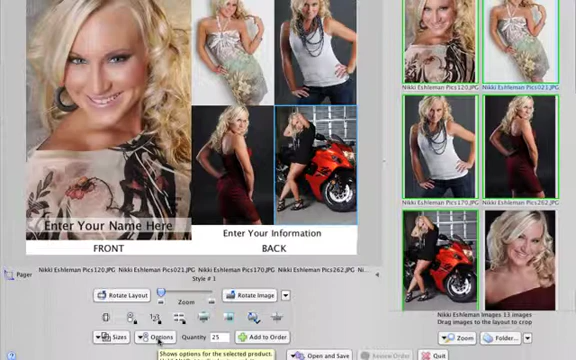 Enter Your Name Here
FRONT
Enter Your Information
BACK
Nikki Eshleman Pics120.JPG
Nikki Eshleman Pics021.JPG
Nikki Eshleman Pics170.JPG
Nikki Eshleman Pics262.JPG
Nikki Eshleman Images 13 images
Drag images to the layout to crop
Pager
Nikki Eshleman Pics120.JPG Nikki Eshleman Pics021.JPG Nikki Eshleman Pics170.JPG Nikki Eshleman Pics262.JPG
Style # 1
Rotate Layout
Zoom
Rotate Image
Sizes
Options
Quantity 25
Add to Order
Zoom
Folder...
Shows options for the selected product.
Open and Save
Review Order
Exit